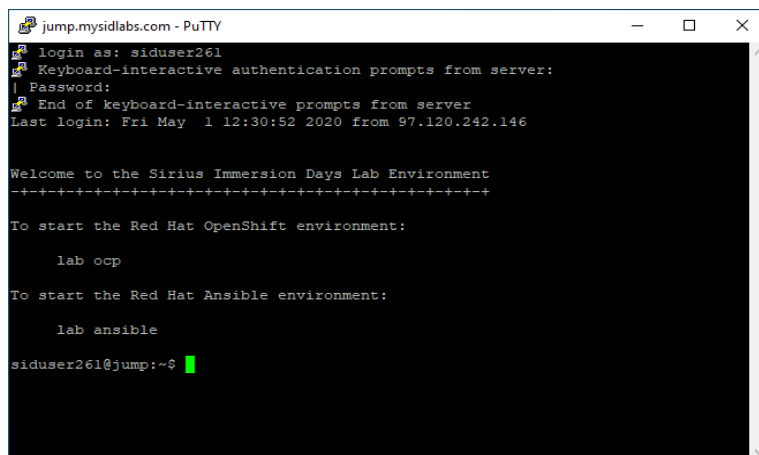 jump.mysidlabs.com - PuTTY
login as: siduser261
Keyboard-interactive authentication prompts from server:
| Password:
End of keyboard-interactive prompts from server
Last login: Fri May  1 12:30:52 2020 from 97.120.242.146
Welcome to the Sirius Immersion Days Lab Environment
-+-+-+-+-+-+-+-+-+-+-+-+-+-+-+-+-+-+-+-+-+-+-+-+-+-+
To start the Red Hat OpenShift environment:
lab ocp
To start the Red Hat Ansible environment:
lab ansible
siduser261@jump:~$